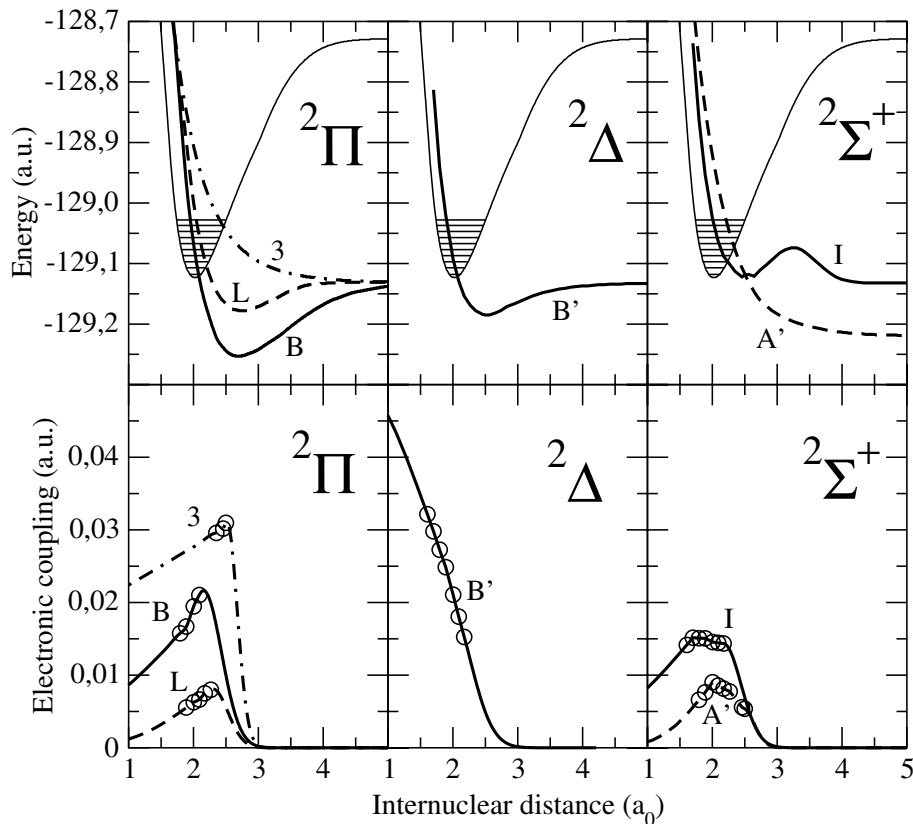 -128,7
-128,8
-128,9
-129,0
-129,1
-129,2
Energy (a.u.)
2Π
3
L
B
2Δ
B’
2Σ+
I
A’
0,04
0,03
0,02
0,01
0
Electronic coupling (a.u.)
2Π
3
B
L
2Δ
B’
2Σ+
I
A’
1 2 3 4 1 2 3 4 1 2 3 4 5
Internuclear distance (a0)